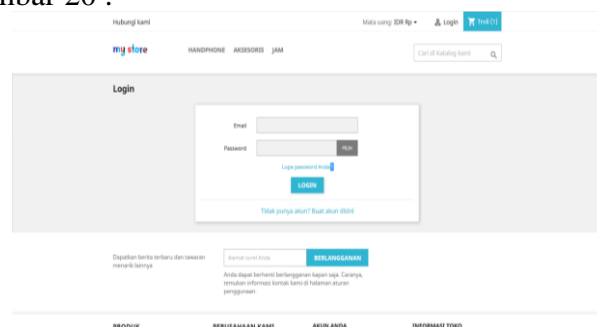 mbar 20 .
Hubungi kami Mata uang: IDR Rp Login Troli (1)
my store HANDPHONE AKSESORIS JAM Cari di katalog kami
Login
Email
Password
Lupa password Anda?
LOGIN
Tidak punya akun? Buat akun disini
Dapatkan berita terbaru dan tawaran
menarik lainnya
Alamat surel Anda BERLANGGANAN
Anda dapat berhenti berlangganan kapan saja. Caranya,
temukan informasi kontak kami di halaman aturan
penggunaan.
PRODUK PERUSAHAAN KAMI AKUN ANDA INFORMASI TOKO